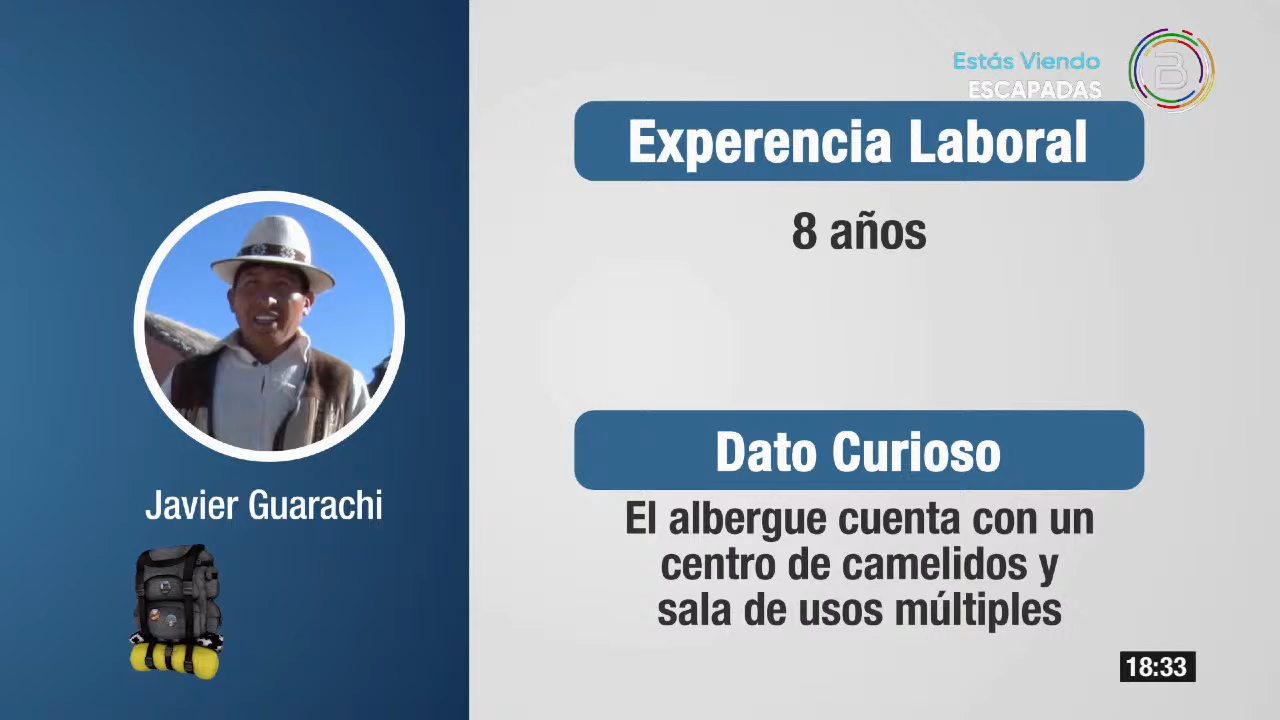 Estás Viendo
ESCAPADAS
B
Experencia Laboral
8 años
Javier Guarachi
Dato Curioso
El albergue cuenta con un
centro de camelidos y
sala de usos múltiples
18:33